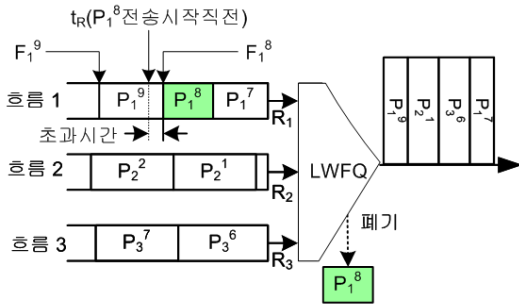 t_R(P_1^8전송시작직전)
F_1^9 F_1^8
흐름 1 P_1^9 P_1^8 P_1^7 R_1
초과시간
흐름 2 P_2^2 P_2^1 R_2
LWFQ
흐름 3 P_3^7 P_3^6 R_3
폐기
P_1^8
P_1^9 P_2^1 P_3^6 P_1^7